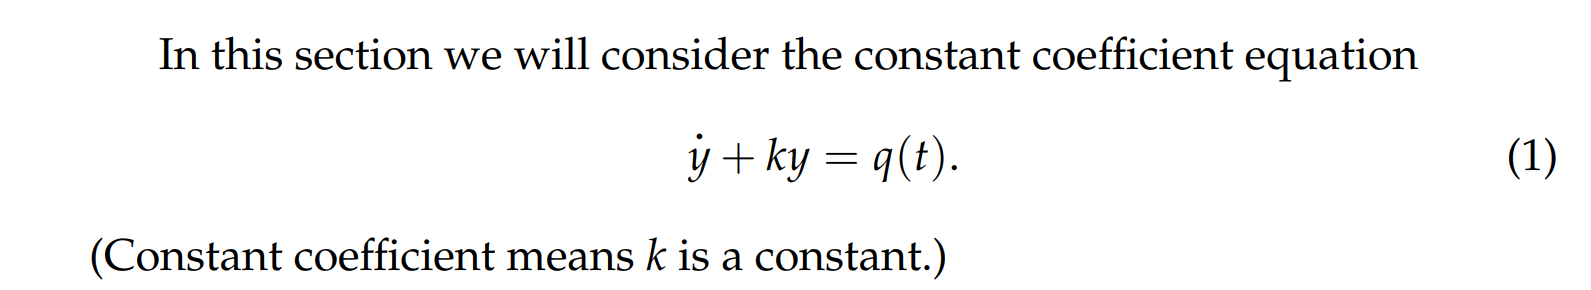 In this section we will consider the constant coefficient equation
ẏ + ky = q(t). (1)
(Constant coefficient means k is a constant.)